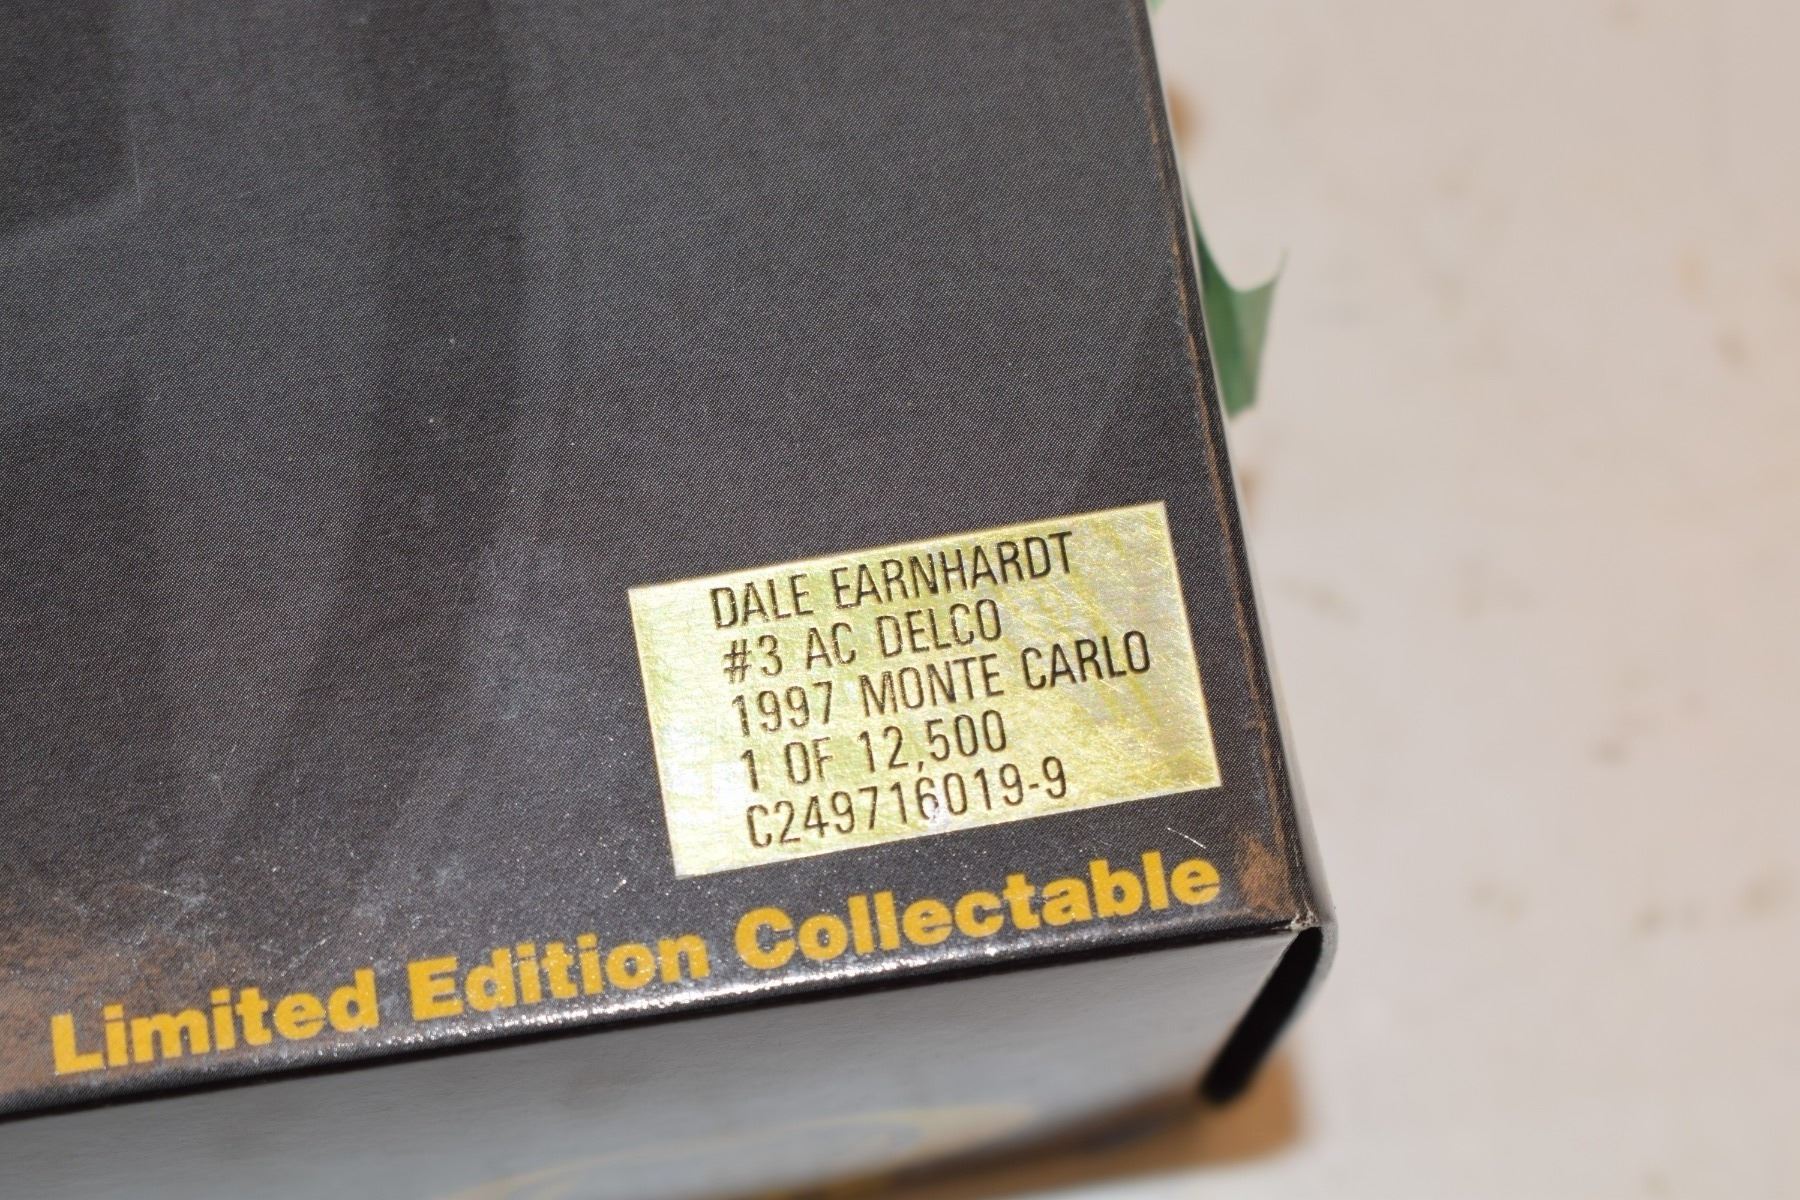 DALE EARNHARDT
#3 AC DELCO
1997 MONTE CARLO
1 OF 12,500
C249716019-9
Limited Edition Collectable